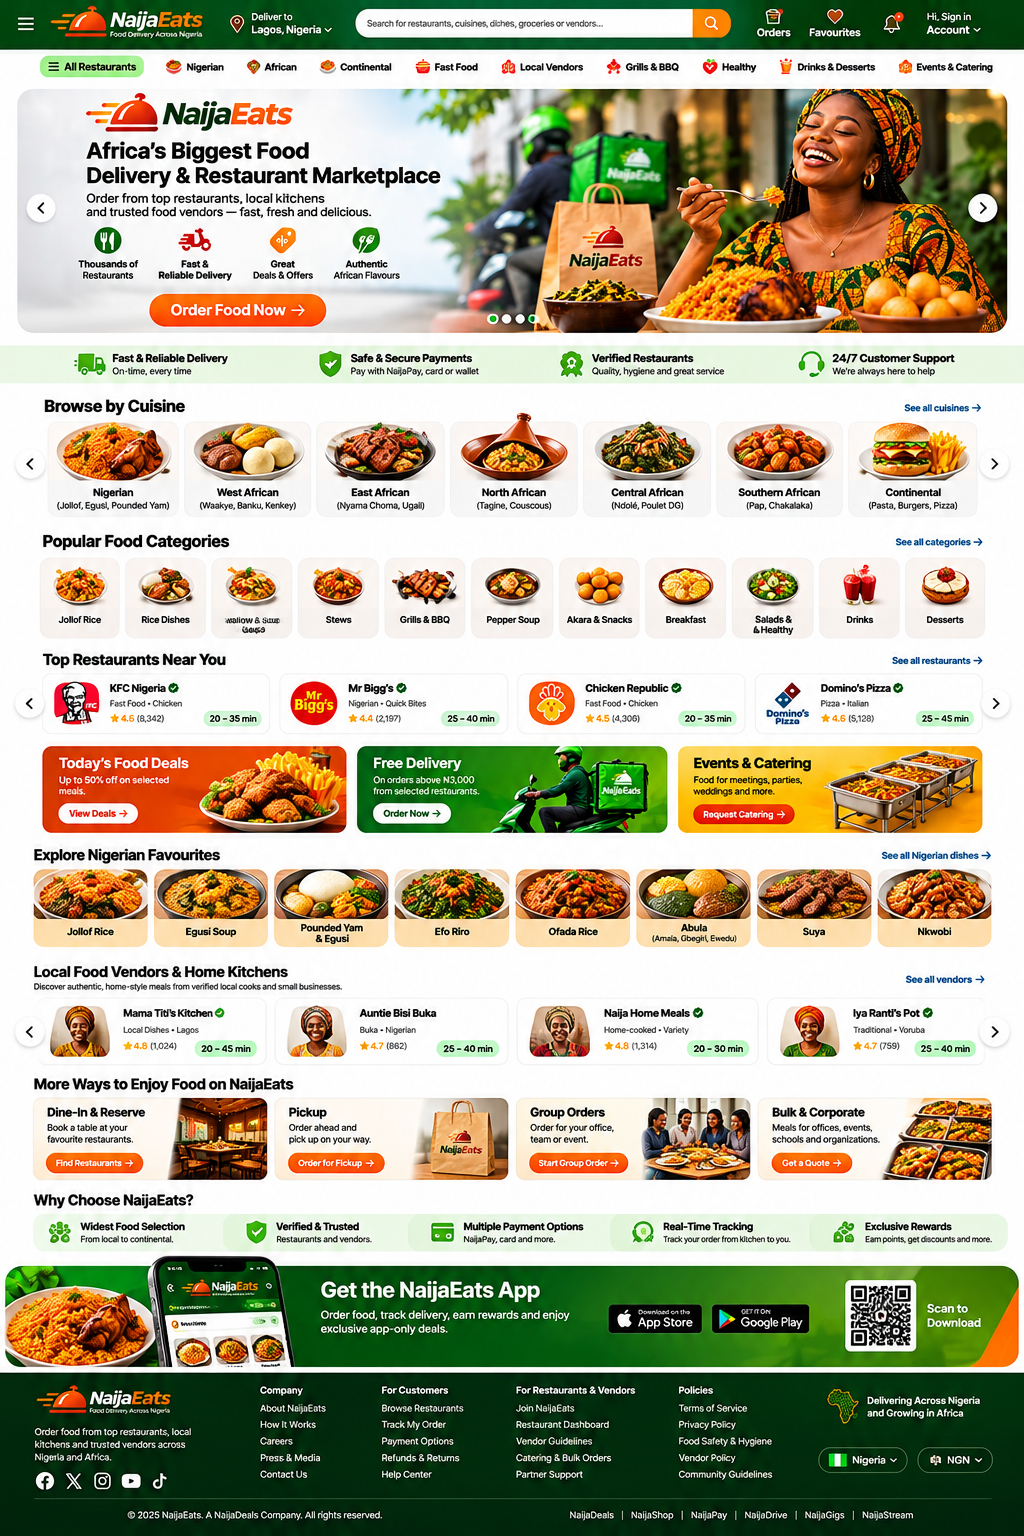 NaijaEats
Food Delivery Across Nigeria
Deliver to
Lagos, Nigeria
Search for restaurants, cuisines, dishes, groceries or vendors...
Orders
Favourites
Hi, Sign in
Account
All Restaurants
Nigerian
African
Continental
Fast Food
Local Vendors
Grills & BBQ
Healthy
Drinks & Desserts
Events & Catering
NaijaEats
Africa's Biggest Food
Delivery & Restaurant Marketplace
Order from top restaurants, local kitchens
and trusted food vendors — fast, fresh and delicious.
Thousands of
Restaurants
Fast &
Reliable Delivery
Great
Deals & Offers
Authentic
African Flavours
Order Food Now →
NaijaEats
NaijaEats
Fast & Reliable Delivery
On-time, every time
Safe & Secure Payments
Pay with NaijaPay, card or wallet
Verified Restaurants
Quality, hygiene and great service
24/7 Customer Support
We're always here to help
Browse by Cuisine
See all cuisines →
Nigerian
(Jollof, Egusi, Pounded Yam)
West African
(Waakye, Banku, Kenkey)
East African
(Nyama Choma, Ugali)
North African
(Tagine, Couscous)
Central African
(Ndolé, Poulet DG)
Southern African
(Pap, Chakalaka)
Continental
(Pasta, Burgers, Pizza)
Popular Food Categories
See all categories →
Jollof Rice
Rice Dishes
& Soup
Stews
Grills & BBQ
Pepper Soup
Akara & Snacks
Breakfast
Salads &
& Healthy
Drinks
Desserts
Top Restaurants Near You
See all restaurants →
KFC
KFC Nigeria
Fast Food • Chicken
4.6 (8,342)
20 – 35 min
Mr
Bigg's
Mr Bigg's
Nigerian • Quick Bites
4.4 (2,197)
25 – 40 min
Chicken Republic
Fast Food • Chicken
4.5 (4,306)
20 – 35 min
Domino's
Pizza
Domino's Pizza
Pizza • Italian
4.6 (5,128)
25 – 45 min
Today's Food Deals
Up to 50% off on selected
meals.
View Deals →
Free Delivery
On orders above N3,000
from selected restaurants.
Order Now →
NaijaEads
Events & Catering
Food for meetings, parties,
weddings and more.
Request Catering →
Explore Nigerian Favourites
See all Nigerian dishes →
Jollof Rice
Egusi Soup
Pounded Yam
& Egusi
Efo Riro
Ofada Rice
Abula
(Amala, Gbegiri, Ewedu)
Suya
Nkwobi
Local Food Vendors & Home Kitchens
Discover authentic, home-style meals from verified local cooks and small businesses.
See all vendors →
Mama Titi's Kitchen
Local Dishes • Lagos
4.8 (1,024)
20 – 45 min
Auntie Bisi Buka
Buka • Nigerian
4.7 (862)
25 – 40 min
Naija Home Meals
Home-cooked • Variety
4.8 (1,314)
20 – 30 min
Iya Ranti's Pot
Traditional • Voruba
4.7 (759)
25 – 40 min
More Ways to Enjoy Food on NaijaEats
Dine-In & Reserve
Book a table at your
favourite restaurants.
Find Restaurants →
Pickup
Order ahead and
pick up on your way.
Order for Pickup →
NaijaEats
Group Orders
Order for your office,
team or event.
Start Group Order →
Bulk & Corporate
Meals for offices, events,
schools and organizations.
Get a Quote →
Why Choose NaijaEats?
Widest Food Selection
From local to continental.
Verified & Trusted
Restaurants and vendors.
Multiple Payment Options
NaijaPay, card and more.
Real-Time Tracking
Track your order from kitchen to you.
Exclusive Rewards
Earn points, get discounts and more.
NaijaEats
Get the NaijaEats App
Order food, track delivery, earn rewards and enjoy
exclusive app-only deals.
Download on the
App Store
GET IT ON
Google Play
Scan to
Download
NaijaEats
Food Delivery Across Nigeria
Order food from top restaurants, local
kitchens and trusted vendors across
Nigeria and Africa.
Company
About NaijaEats
How It Works
Careers
Press & Media
Contact Us
For Customers
Browse Restaurants
Track My Order
Payment Options
Refunds & Returns
Help Center
For Restaurants & Vendors
Join NaijaEats
Restaurant Dashboard
Vendor Guidelines
Catering & Bulk Orders
Partner Support
Policies
Terms of Service
Privacy Policy
Food Safety & Hygiene
Vendor Policy
Community Guidelines
Delivering Across Nigeria
and Growing in Africa
Nigeria
NGN
© 2025 NaijaEats. A NaijaDeals Company. All rights reserved.
NaijaDeals | NaijaShop | NaijaPay | NaijaDrive | NaijaGigs | NaijaStream